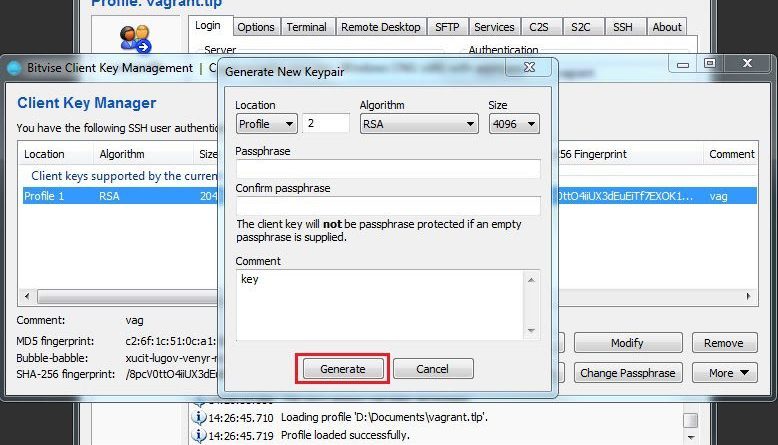 Profile: vagrant.tlp
Login Options Terminal Remote Desktop SFTP Services C2S S2C SSH About
Server Authentication
Bitvise Client Key Management | C
Generate New Keypair
Client Key Manager
You have the following SSH user authentic
Location Algorithm Size
56 Fingerprint Comment
Client keys supported by the curre
Profile 1 RSA 204
0ttO4iiUX3dEuEiTf7EXOK1... vag
Location Algorithm Size
Profile 2 RSA 4096
Passphrase
Confirm passphrase
The client key will not be passphrase protected if an empty
passphrase is supplied.
Comment
key
Generate Cancel
Comment: vag
MD5 fingerprint: c2:6f:1c:51:0c:a1:
Bubble-babble: xucit-lugov-venyr-
SHA-256 fingerprint: /8pcV0ttO4iiUX3dE
Modify Remove
Change Passphrase More
14:26:45.710 Loading profile 'D:\Documents\vagrant.tlp'.
14:26:45.719 Profile loaded successfully.